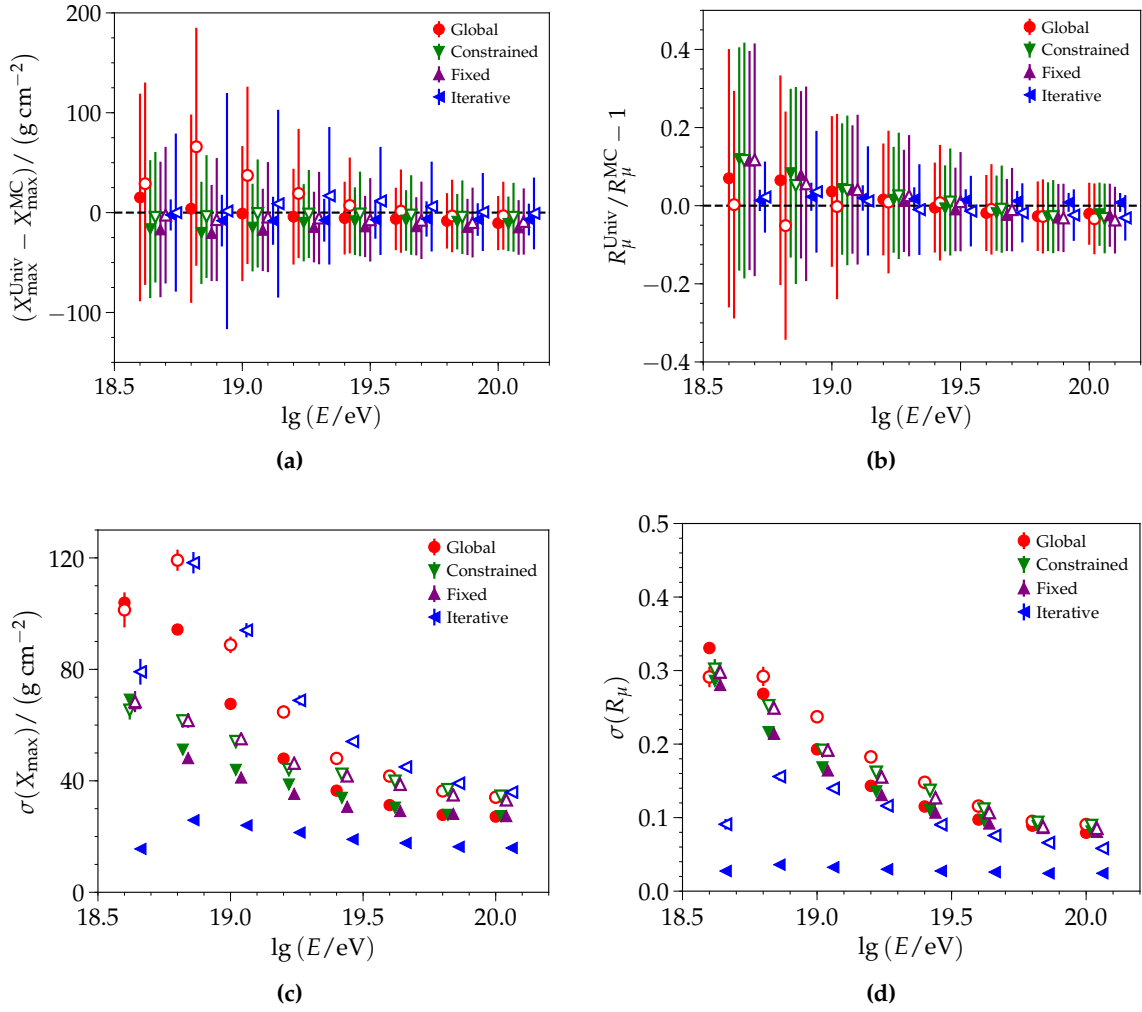 200
100
0
−100
(X_max^Univ − X_max^MC) / (g cm⁻²)
Global
Constrained
Fixed
Iterative
18.5 19.0 19.5 20.0
lg (E/eV)
(a)
0.4
0.2
0.0
−0.2
−0.4
R_μ^Univ / R_μ^MC − 1
Global
Constrained
Fixed
Iterative
18.5 19.0 19.5 20.0
lg (E/eV)
(b)
120
80
40
0
σ(X_max) / (g cm⁻²)
Global
Constrained
Fixed
Iterative
18.5 19.0 19.5 20.0
lg (E/eV)
(c)
0.5
0.4
0.3
0.2
0.1
0.0
σ(R_μ)
Global
Constrained
Fixed
Iterative
18.5 19.0 19.5 20.0
lg (E/eV)
(d)